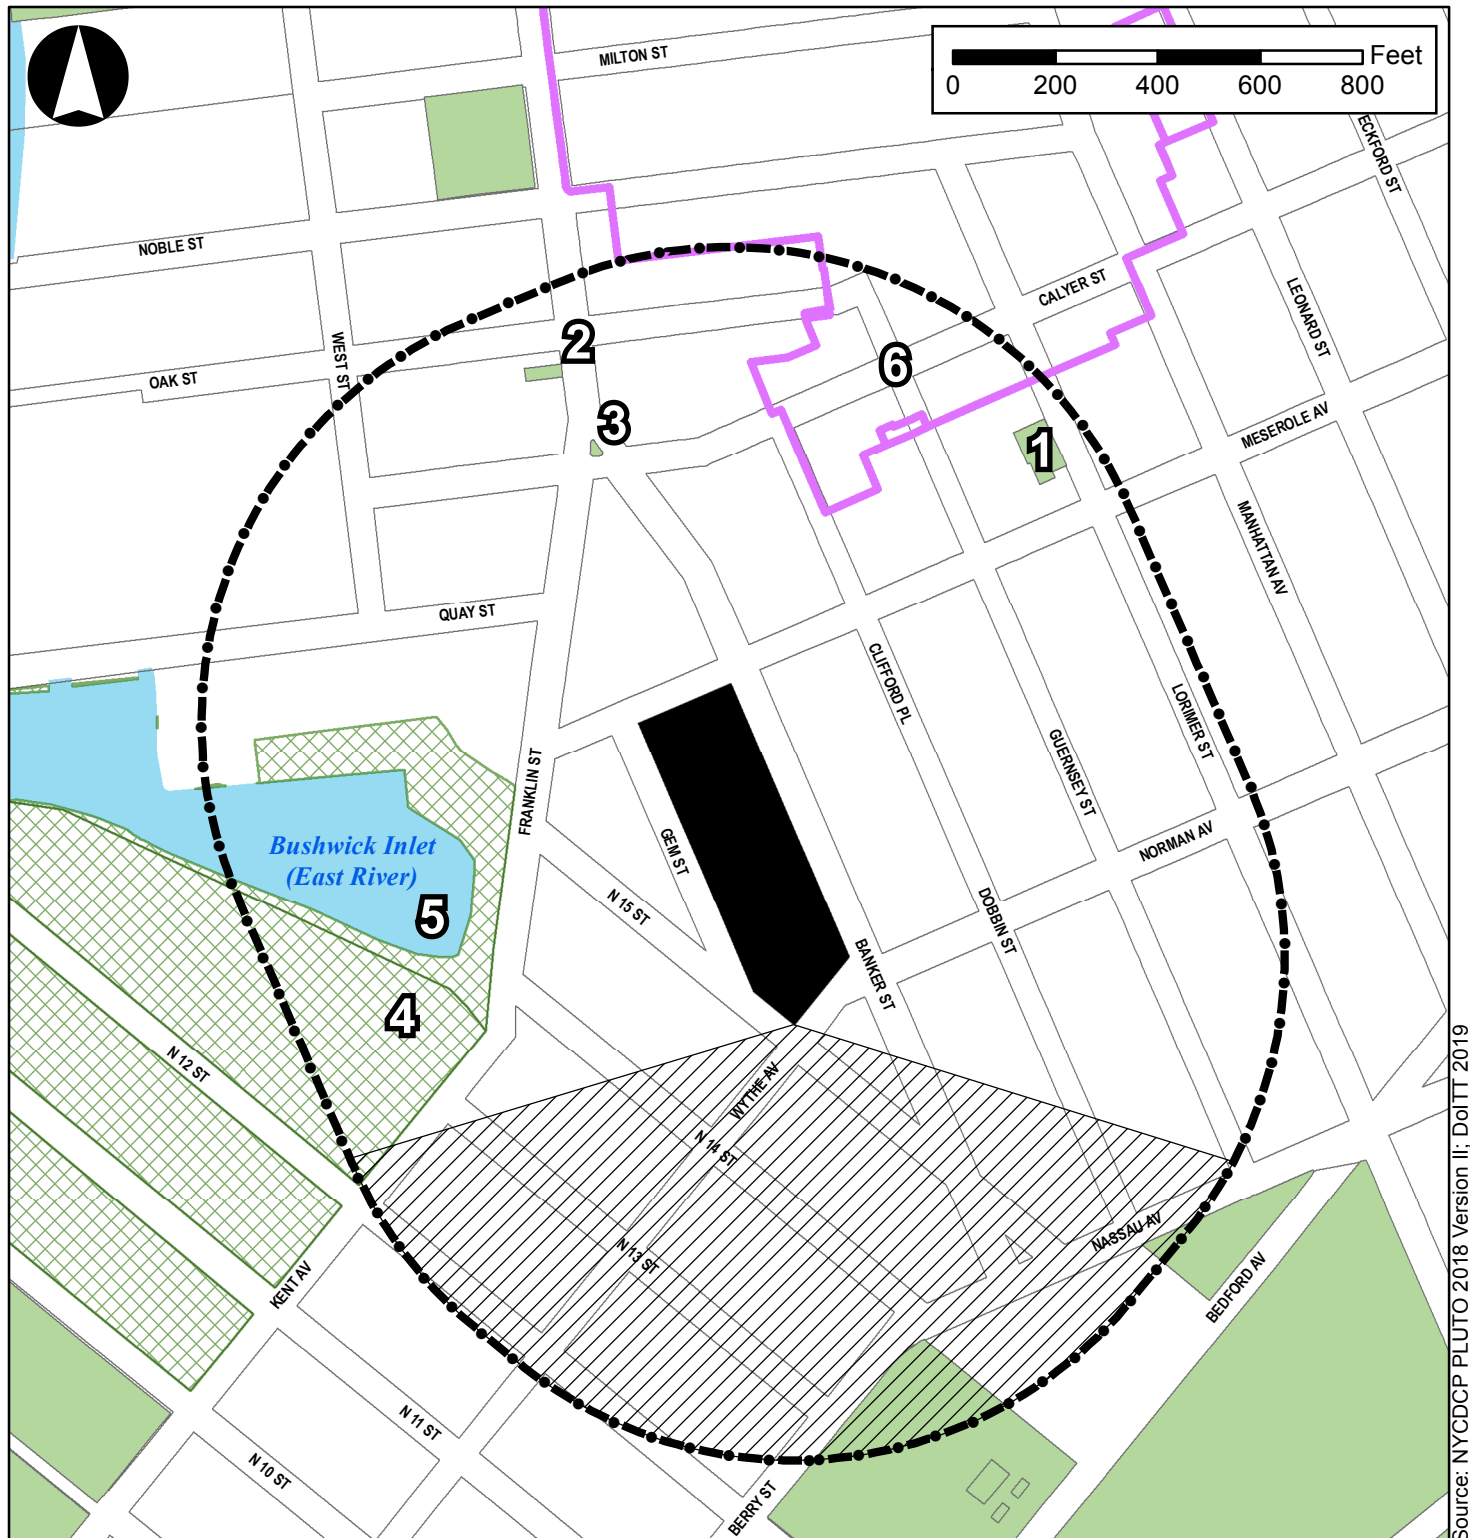 MILTON ST
Feet
0 200 400 600 800
ECKFORD ST
NOBLE ST
CALYER ST
LEONARD ST
WEST ST
2
6
OAK ST
3
1
MESEROLE AV
MANHATTAN AV
QUAY ST
CLIFFORD PL
LORIMER ST
GUERNSEY ST
FRANKLIN ST
GEM ST
NORMAN AV
Bushwick Inlet
(East River)
5
N 15 ST
DOBBIN ST
BANKER ST
4
N 12 ST
WYTHE AV
N 14 ST
NASSAU AV
N 13 ST
KENT AV
BEDFORD AV
N 11 ST
N 10 ST
BERRY ST
Source: NYCDCP PLUTO 2018 Version II; DoITT 2019